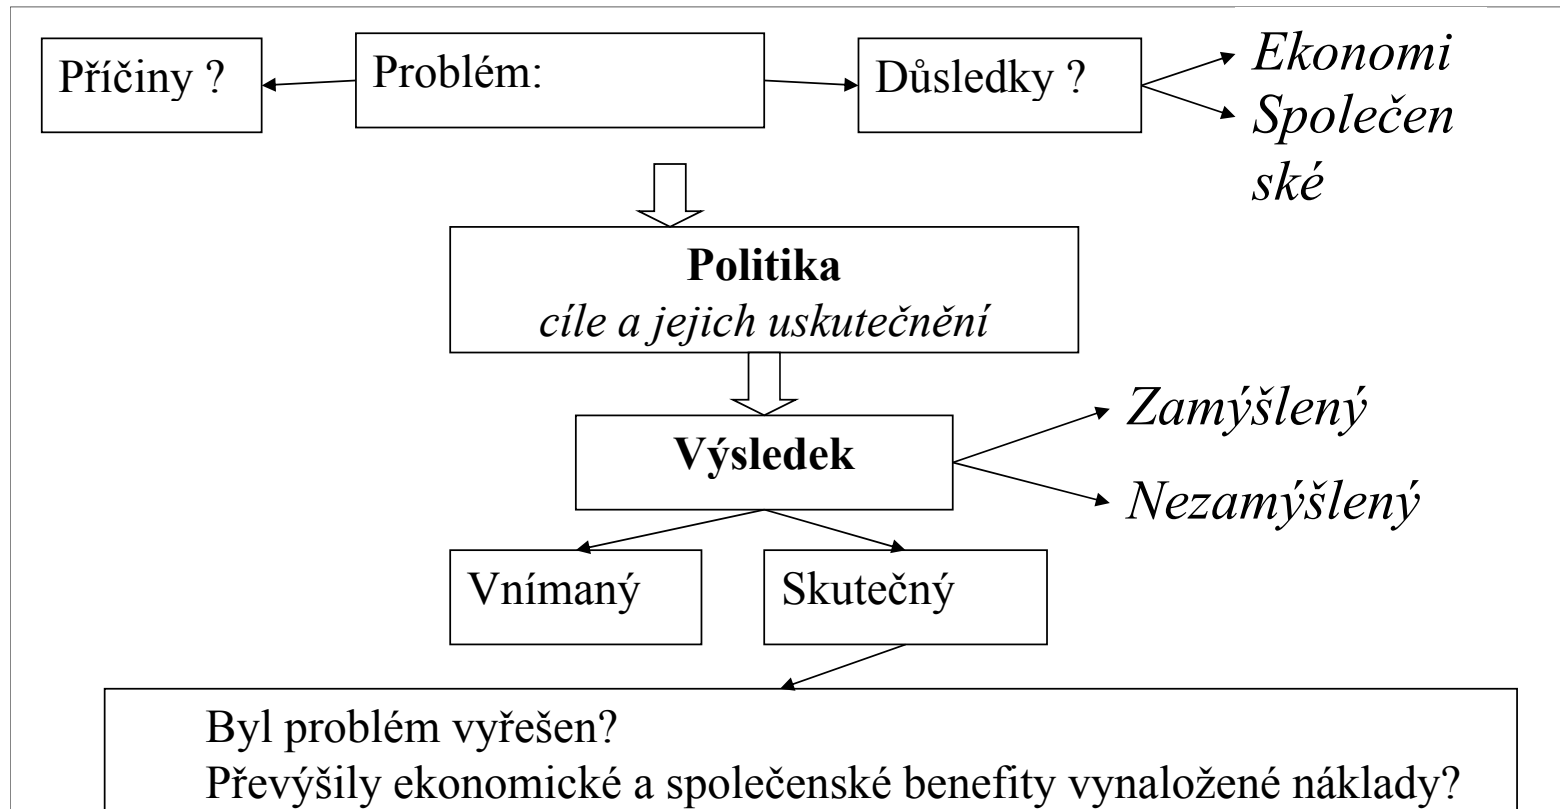 Příčiny ?
Problém:
Důsledky ?
Ekonomi
Společen
ské
Politika
cíle a jejich uskutečnění
Výsledek
Zamýšlený
Nezamýšlený
Vnímaný
Skutečný
Byl problém vyřešen?
Převýšily ekonomické a společenské benefity vynaložené náklady?